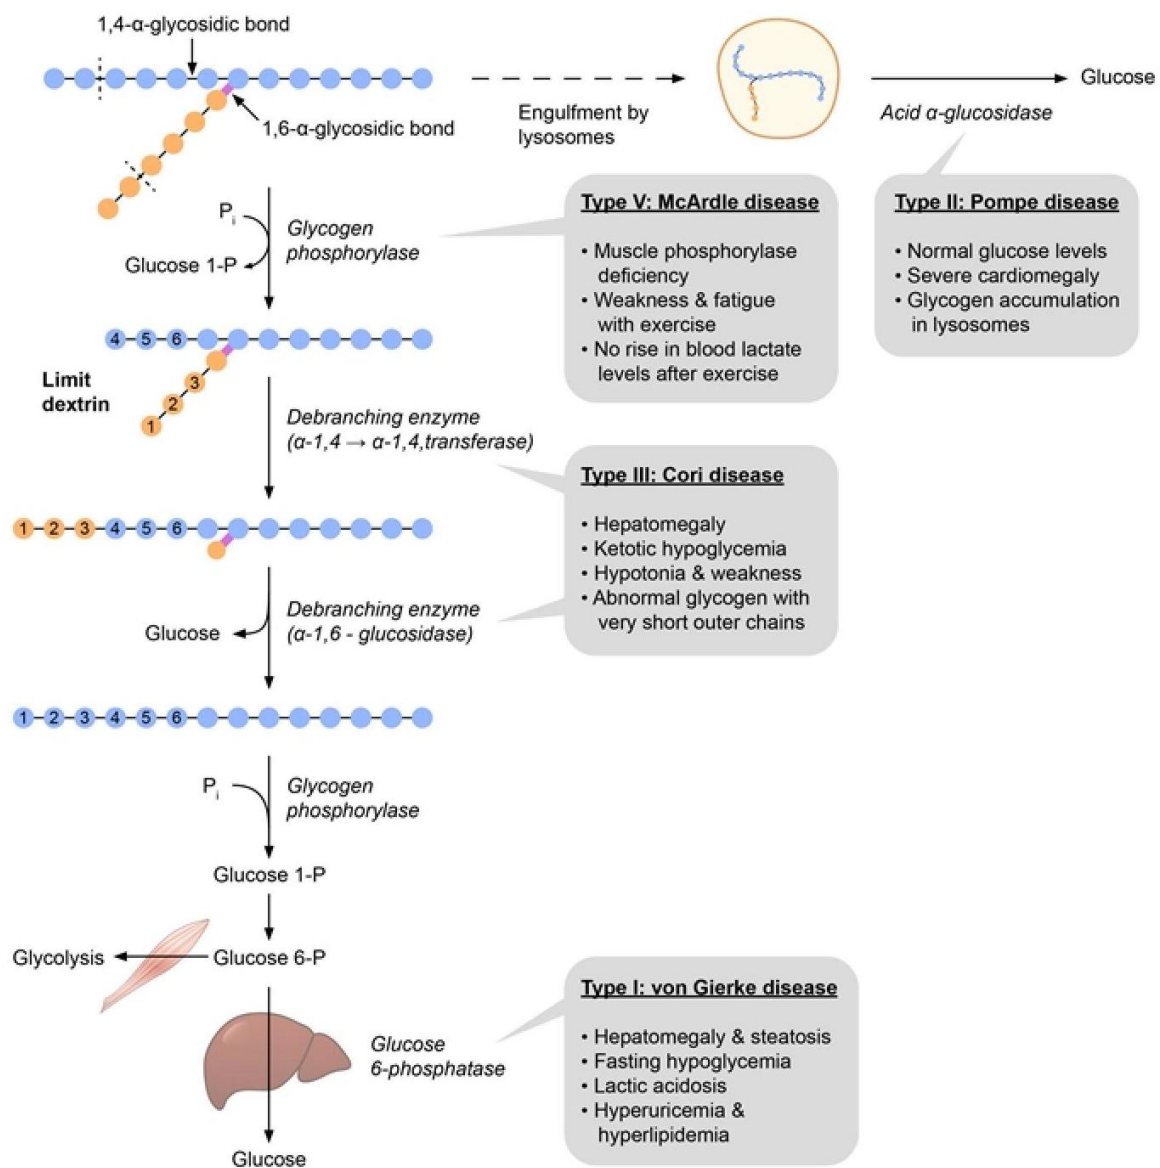 1,4-α-glycosidic bond
1,6-α-glycosidic bond
Engulfment by
lysosomes
Glucose
Acid α-glucosidase
Type II: Pompe disease
• Normal glucose levels
• Severe cardiomegaly
• Glycogen accumulation
in lysosomes
Pi
Glucose 1-P
Glycogen
phosphorylase
Type V: McArdle disease
• Muscle phosphorylase
deficiency
• Weakness & fatigue
with exercise
• No rise in blood lactate
levels after exercise
4 5 6
3
2
1
Limit
dextrin
Debranching enzyme
(α-1,4 → α-1,4,transferase)
Type III: Cori disease
• Hepatomegaly
• Ketotic hypoglycemia
• Hypotonia & weakness
• Abnormal glycogen with
very short outer chains
1 2 3 4 5 6
Glucose
Debranching enzyme
(α-1,6 - glucosidase)
1 2 3 4 5 6
Pi
Glycogen
phosphorylase
Glucose 1-P
Glycolysis
Glucose 6-P
Glucose
6-phosphatase
Type I: von Gierke disease
• Hepatomegaly & steatosis
• Fasting hypoglycemia
• Lactic acidosis
• Hyperuricemia &
hyperlipidemia
Glucose